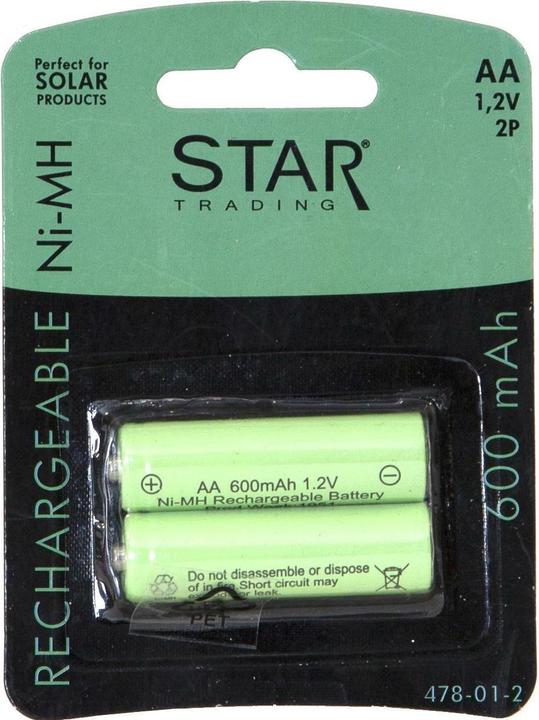 Perfect for
SOLAR
PRODUCTS
AA
1,2V
2P
STAR®
TRADING
RECHARGEABLE Ni-MH
600 mAh
AA 600mAh 1.2V
Ni-MH Rechargeable Battery
Do not disassemble or dispose
of in fire. Short circuit may
or leak.
PET
478-01-2